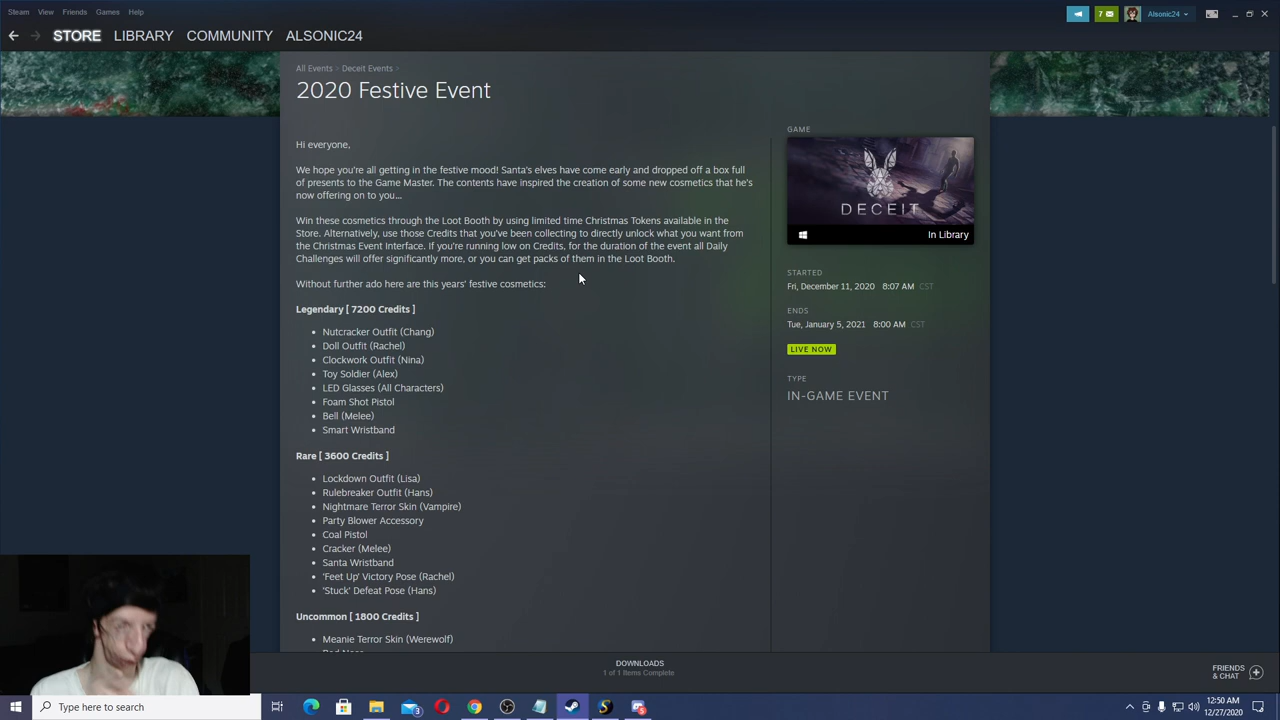 Steam View Friends Games Help
7 Alsonic24
STORE LIBRARY COMMUNITY ALSONIC24
All Events > Deceit Events >
2020 Festive Event
Hi everyone,
We hope you're all getting in the festive mood! Santa's elves have come early and dropped off a box full
of presents to the Game Master. The contents have inspired the creation of some new cosmetics that he's
now offering on to you...
Win these cosmetics through the Loot Booth by using limited time Christmas Tokens available in the
Store. Alternatively, use those Credits that you've been collecting to directly unlock what you want from
the Christmas Event Interface. If you're running low on Credits, for the duration of the event all Daily
Challenges will offer significantly more, or you can get packs of them in the Loot Booth.
Without further ado here are this years' festive cosmetics:
Legendary [ 7200 Credits ]
• Nutcracker Outfit (Chang)
• Doll Outfit (Rachel)
• Clockwork Outfit (Nina)
• Toy Soldier (Alex)
• LED Glasses (All Characters)
• Foam Shot Pistol
• Bell (Melee)
• Smart Wristband
Rare [ 3600 Credits ]
• Lockdown Outfit (Lisa)
• Rulebreaker Outfit (Hans)
• Nightmare Terror Skin (Vampire)
• Party Blower Accessory
• Coal Pistol
• Cracker (Melee)
• Santa Wristband
• 'Feet Up' Victory Pose (Rachel)
• 'Stuck' Defeat Pose (Hans)
Uncommon [ 1800 Credits ]
• Meanie Terror Skin (Werewolf)
GAME
DECEIT
In Library
STARTED
Fri, December 11, 2020 8:07 AM CST
ENDS
Tue, January 5, 2021 8:00 AM CST
LIVE NOW
TYPE
IN-GAME EVENT
DOWNLOADS
1 of 1 Items Complete
FRIENDS
& CHAT
Type here to search
3
5
12:50 AM
12/27/2020